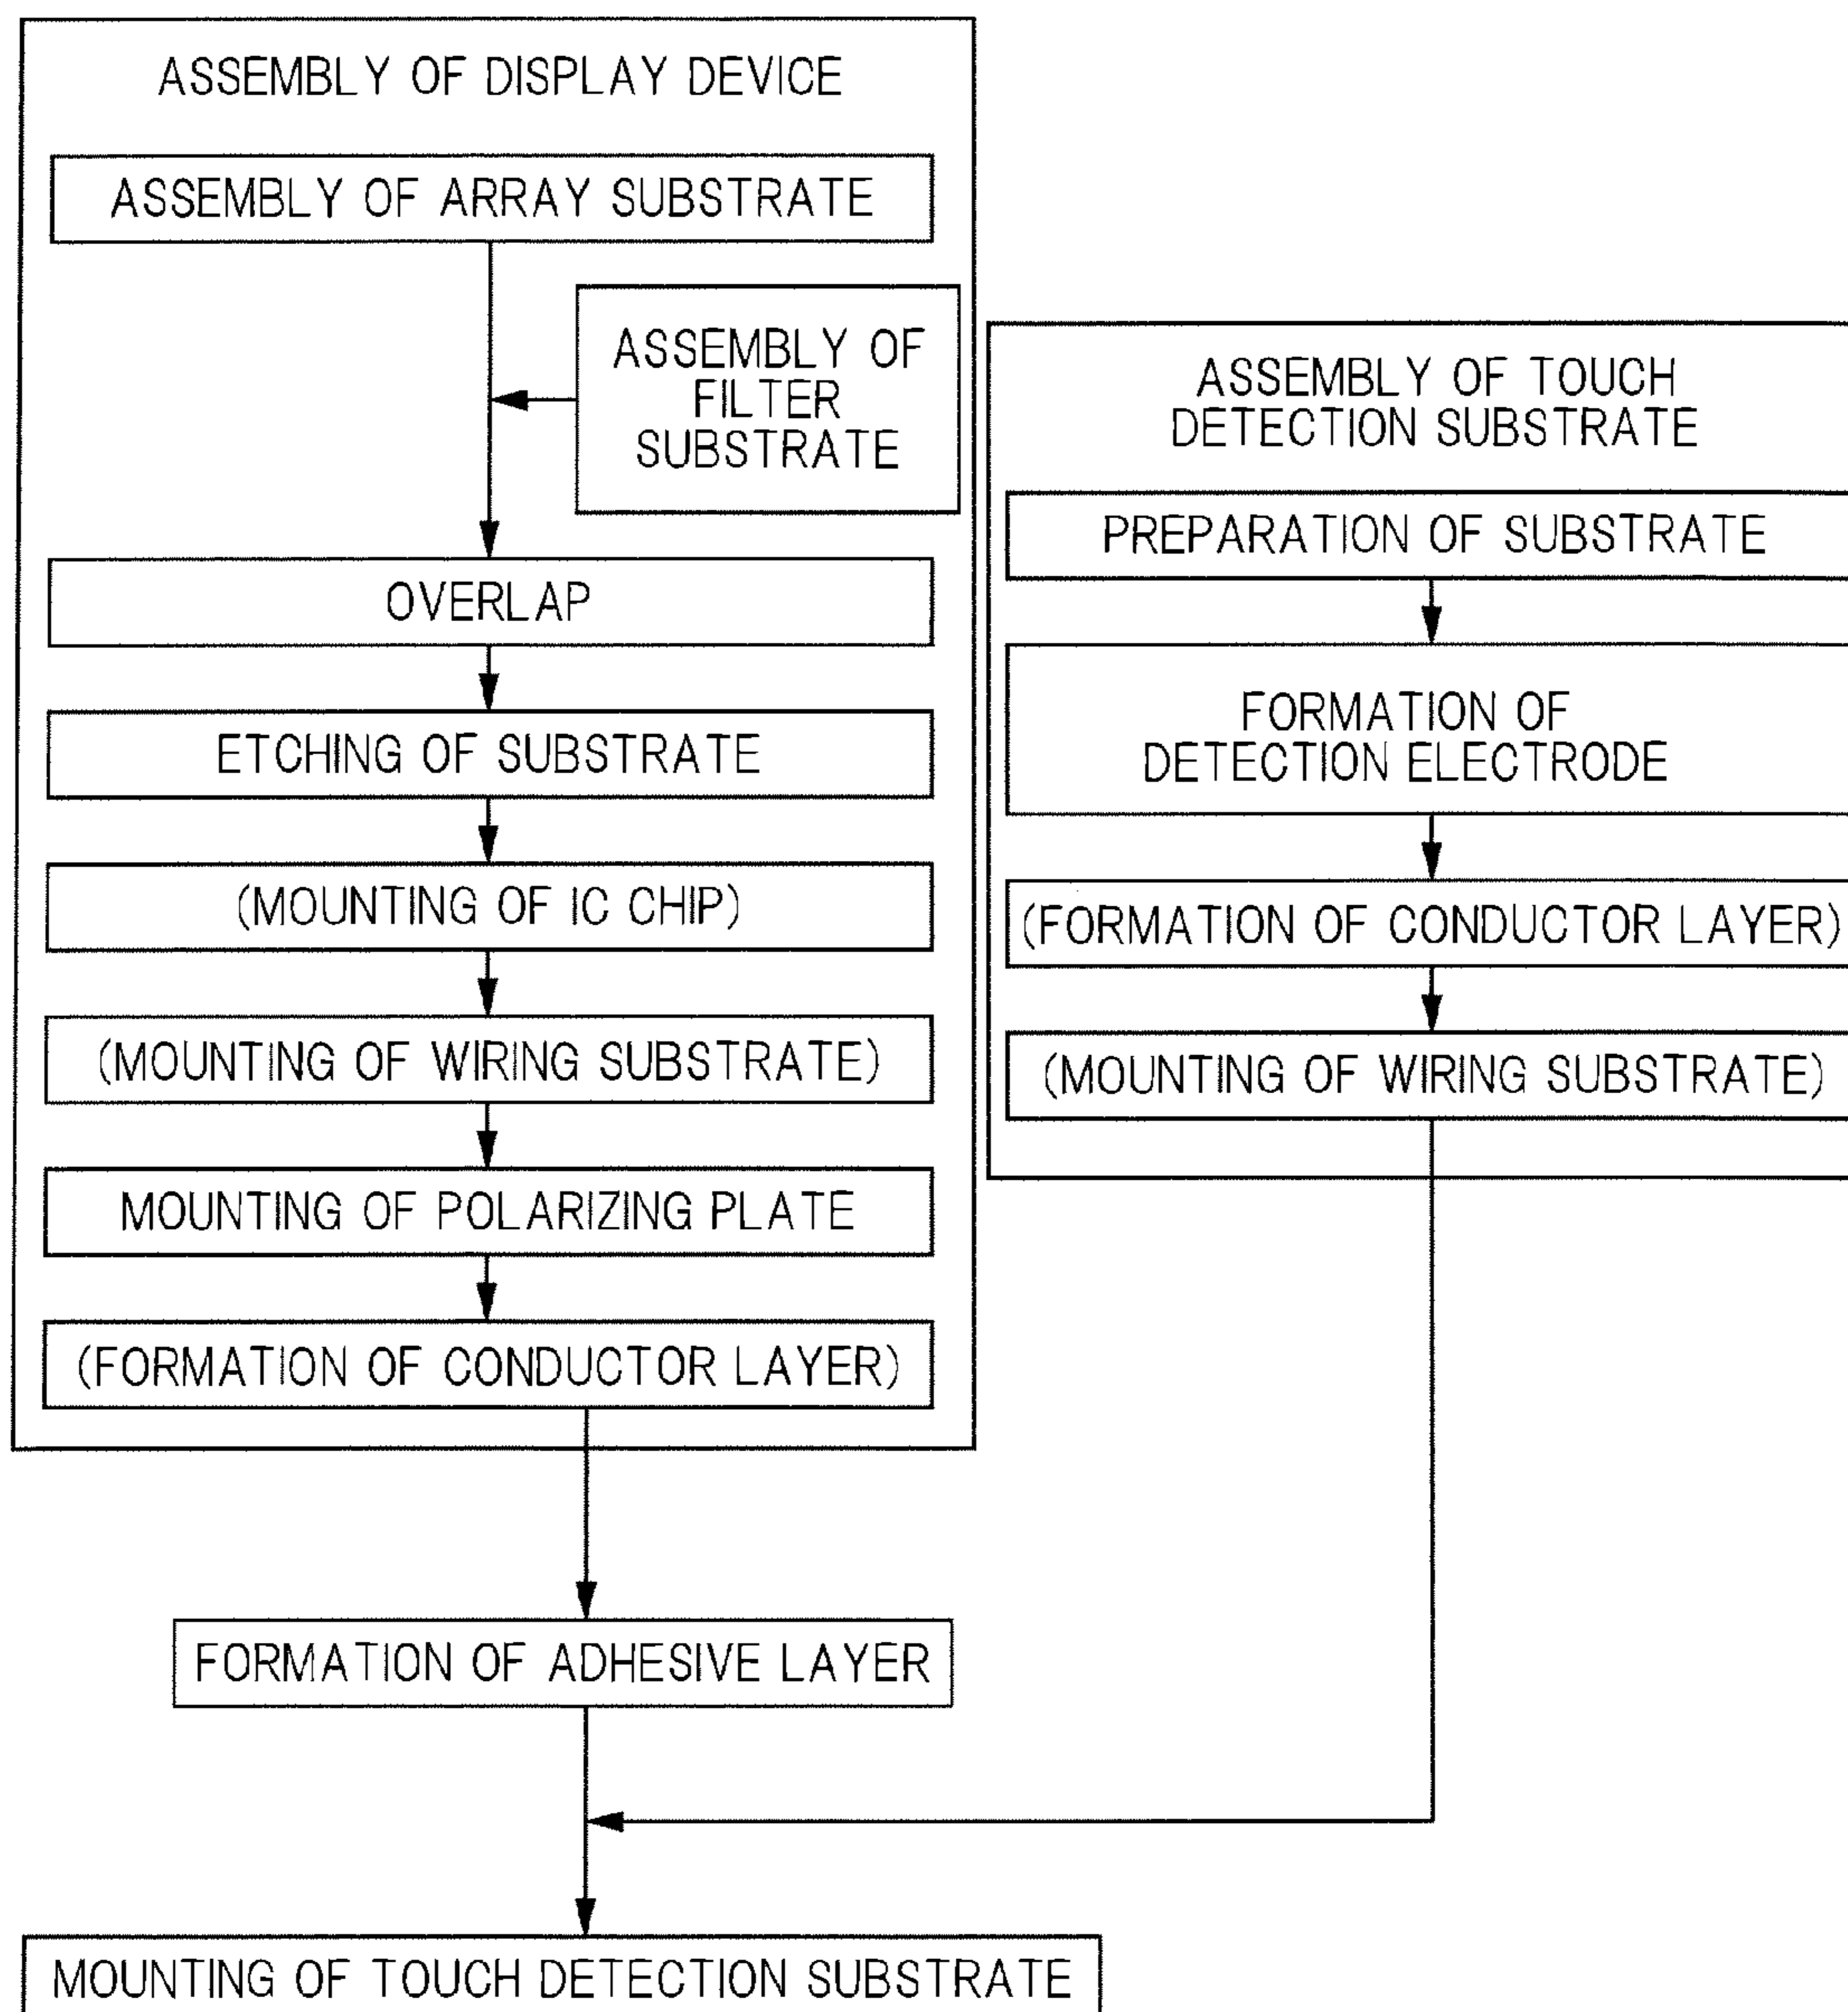 ASSEMBLY OF DISPLAY DEVICE
ASSEMBLY OF ARRAY SUBSTRATE
ASSEMBLY OF
FILTER
SUBSTRATE
OVERLAP
ETCHING OF SUBSTRATE
(MOUNTING OF IC CHIP)
(MOUNTING OF WIRING SUBSTRATE)
MOUNTING OF POLARIZING PLATE
(FORMATION OF CONDUCTOR LAYER)
ASSEMBLY OF TOUCH
DETECTION SUBSTRATE
PREPARATION OF SUBSTRATE
FORMATION OF
DETECTION ELECTRODE
(FORMATION OF CONDUCTOR LAYER)
(MOUNTING OF WIRING SUBSTRATE)
FORMATION OF ADHESIVE LAYER
MOUNTING OF TOUCH DETECTION SUBSTRATE